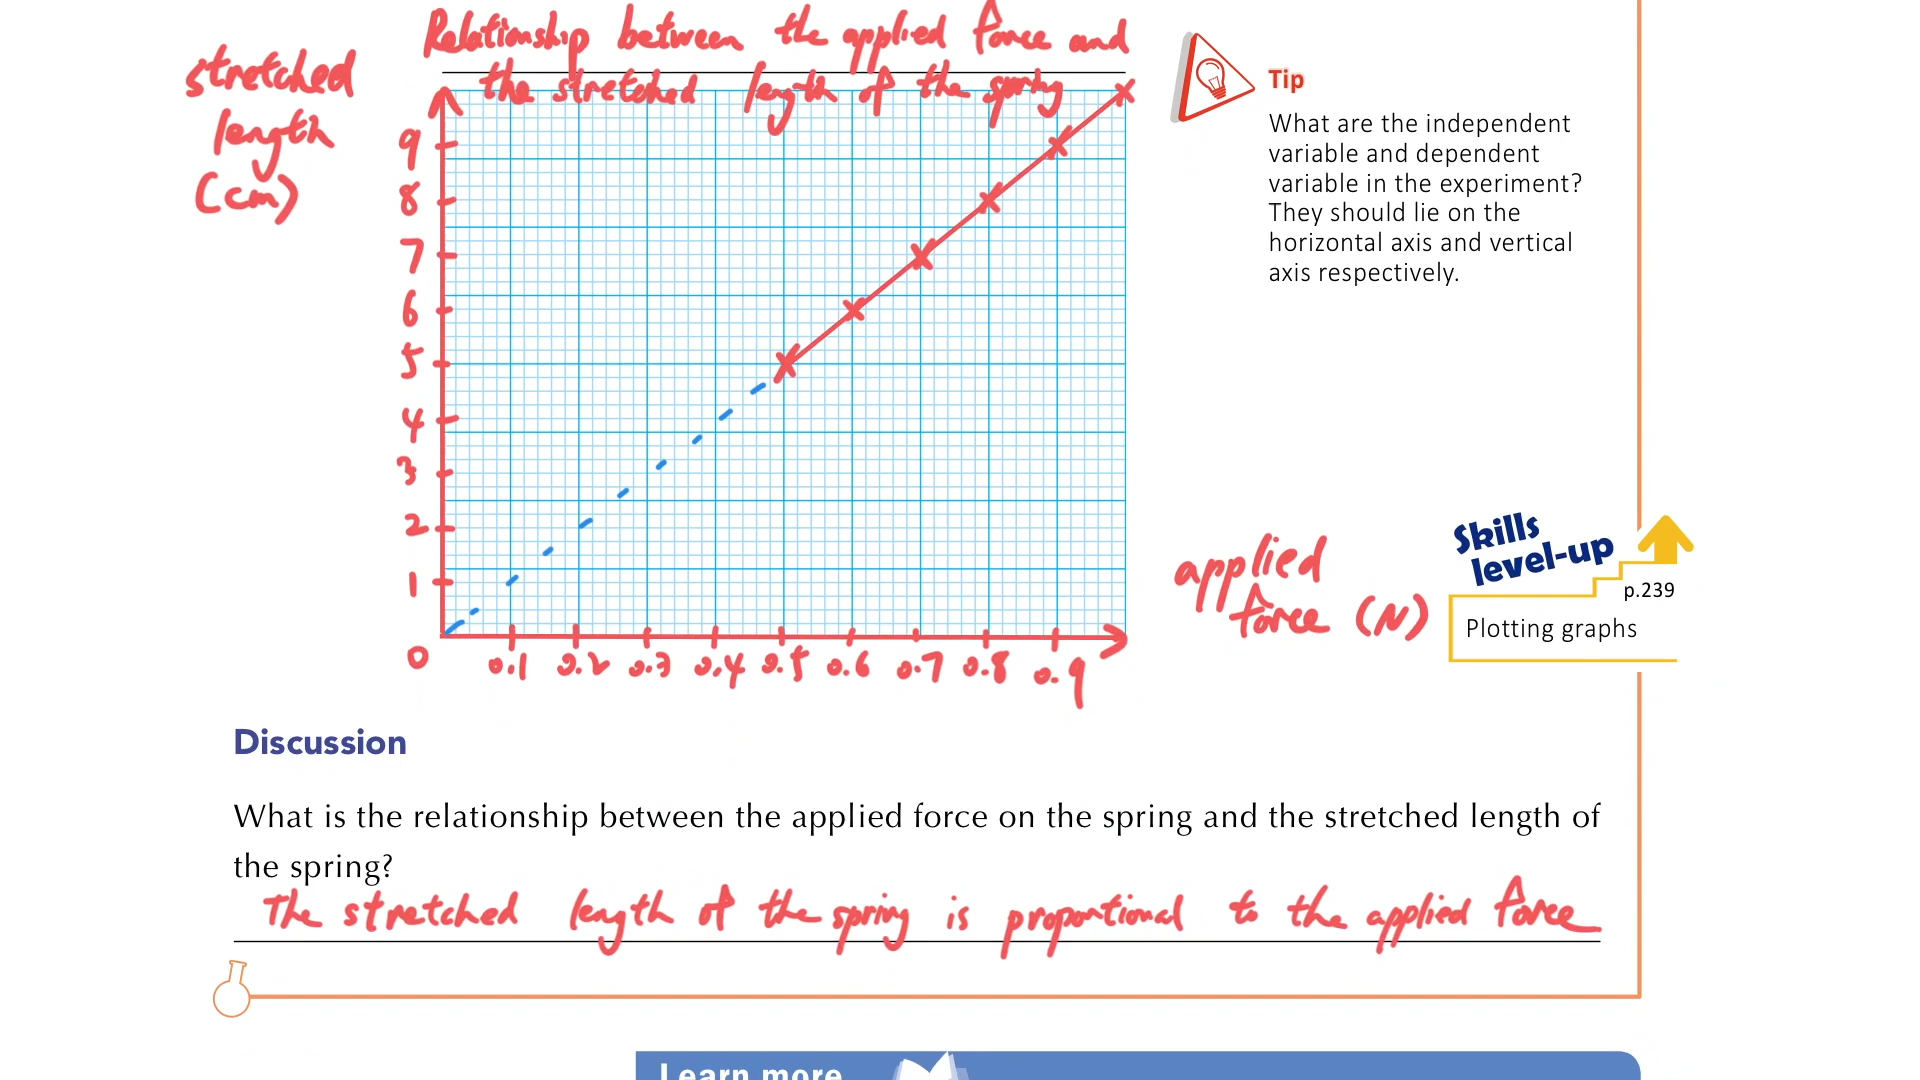 Relationship between the applied force and
the stretched length of the spring
stretched
length
(cm)
9
8
7
6
5
4
3
2
1
0
0.1 0.2 0.3 0.4 0.5 0.6 0.7 0.8 0.9
applied
force (N)
Tip
What are the independent
variable and dependent
variable in the experiment?
They should lie on the
horizontal axis and vertical
axis respectively.
Skills
level-up
p.239
Plotting graphs
Discussion
What is the relationship between the applied force on the spring and the stretched length of
the spring?
The stretched length of the spring is proportional to the applied force
Learn more